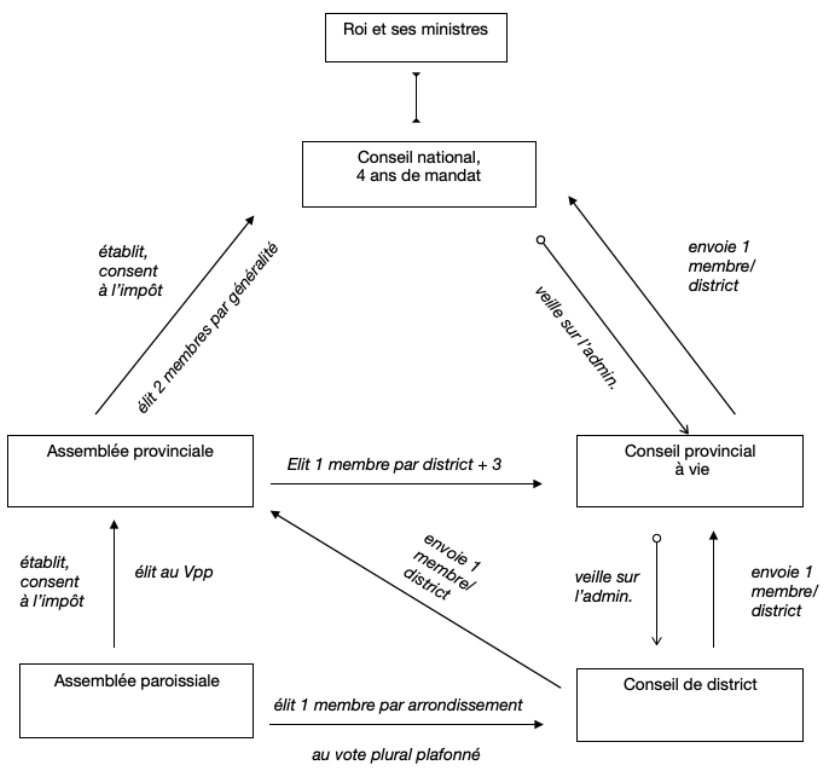 Roi et ses ministres
Conseil national,
4 ans de mandat
établit,
consent
à l'impôt
élit 2 membres par généralité
veille sur l'admin.
envoie 1
membre/
district
Assemblée provinciale
Elit 1 membre par district + 3
Conseil provincial
à vie
établit,
consent
à l'impôt
élit au Vpp
envoie 1
membre/
district
veille sur
l'admin.
envoie 1
membre/
district
Assemblée paroissiale
élit 1 membre par arrondissement
au vote plural plafonné
Conseil de district